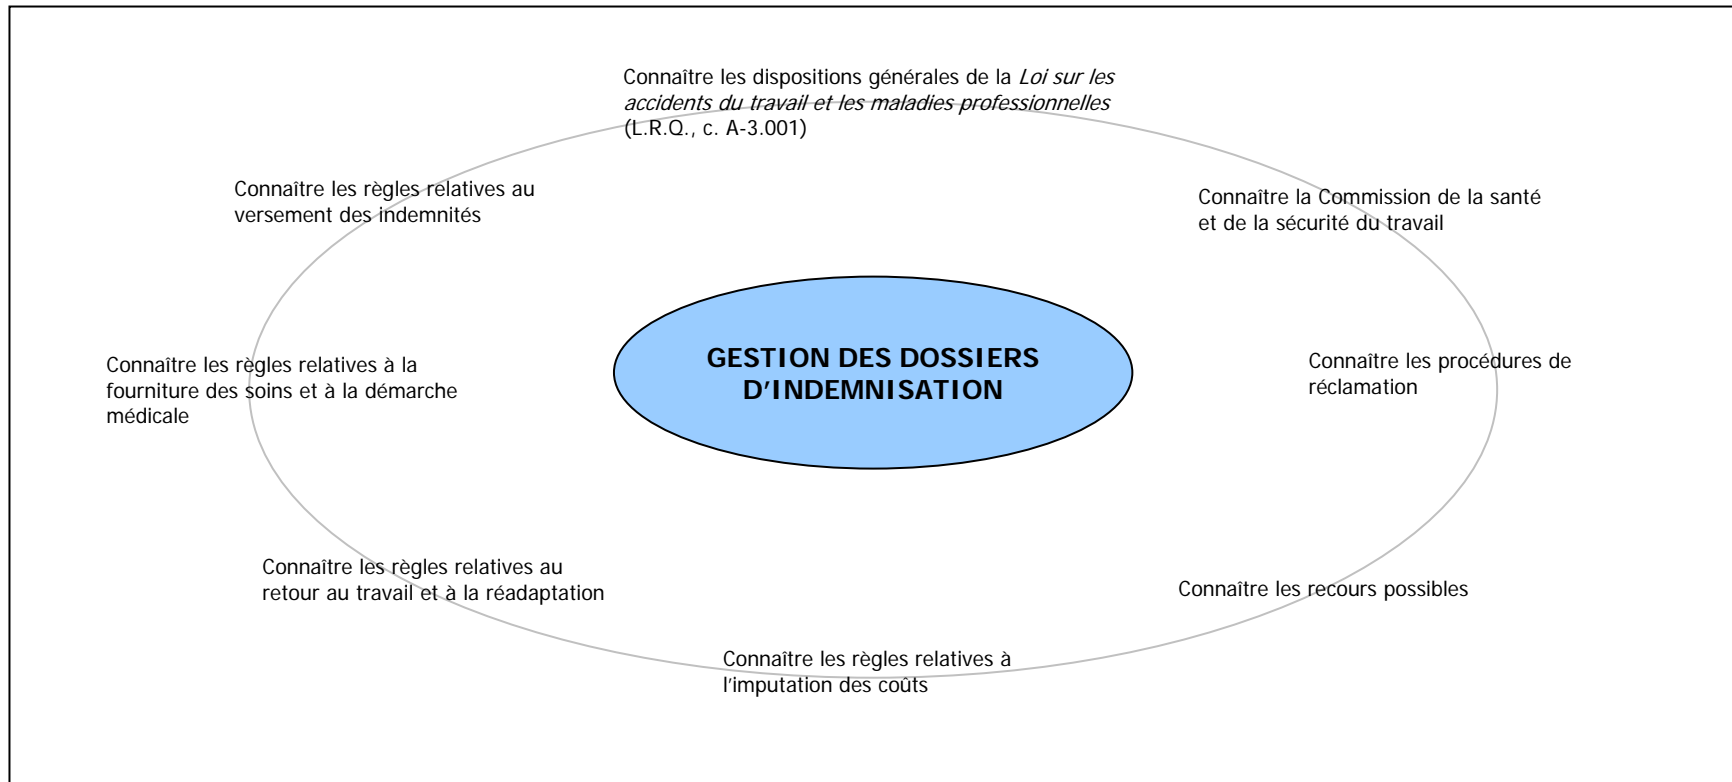 Connaître les dispositions générales de la Loi sur les
accidents du travail et les maladies professionnelles
(L.R.Q., c. A-3.001)
Connaître les règles relatives au
versement des indemnités
Connaître la Commission de la santé
et de la sécurité du travail
GESTION DES DOSSIERS
D'INDEMNISATION
Connaître les règles relatives à la
fourniture des soins et à la démarche
médicale
Connaître les procédures de
réclamation
Connaître les règles relatives au
retour au travail et à la réadaptation
Connaître les recours possibles
Connaître les règles relatives à
l'imputation des coûts